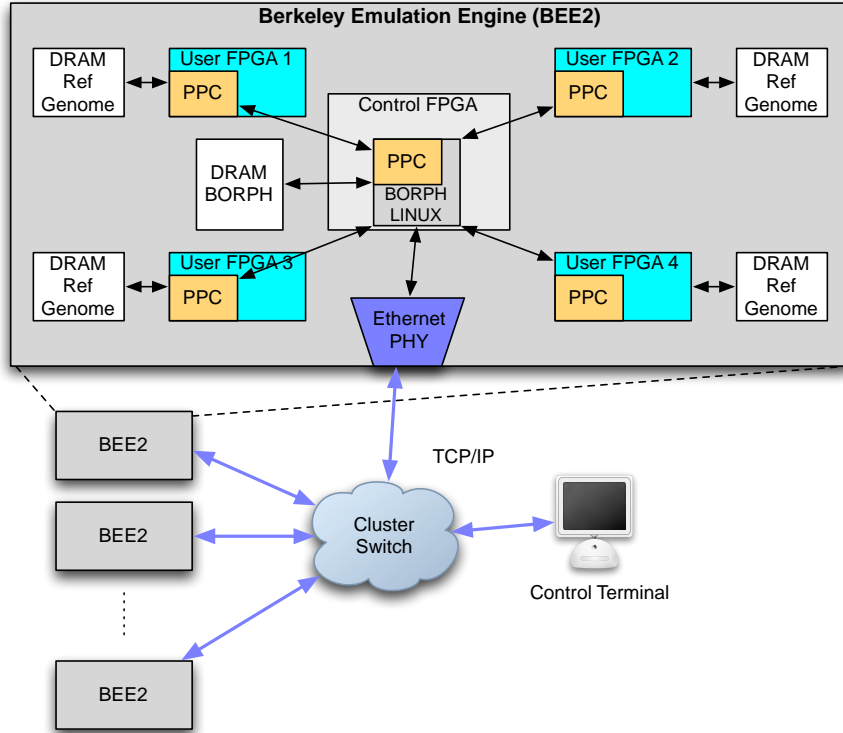 Berkeley Emulation Engine (BEE2)
DRAM
Ref
Genome
User FPGA 1
PPC
Control FPGA
PPC
BORPH
LINUX
User FPGA 2
PPC
DRAM
Ref
Genome
DRAM
BORPH
DRAM
Ref
Genome
User FPGA 3
PPC
User FPGA 4
PPC
DRAM
Ref
Genome
Ethernet
PHY
BEE2
TCP/IP
BEE2
Cluster
Switch
Control Terminal
BEE2